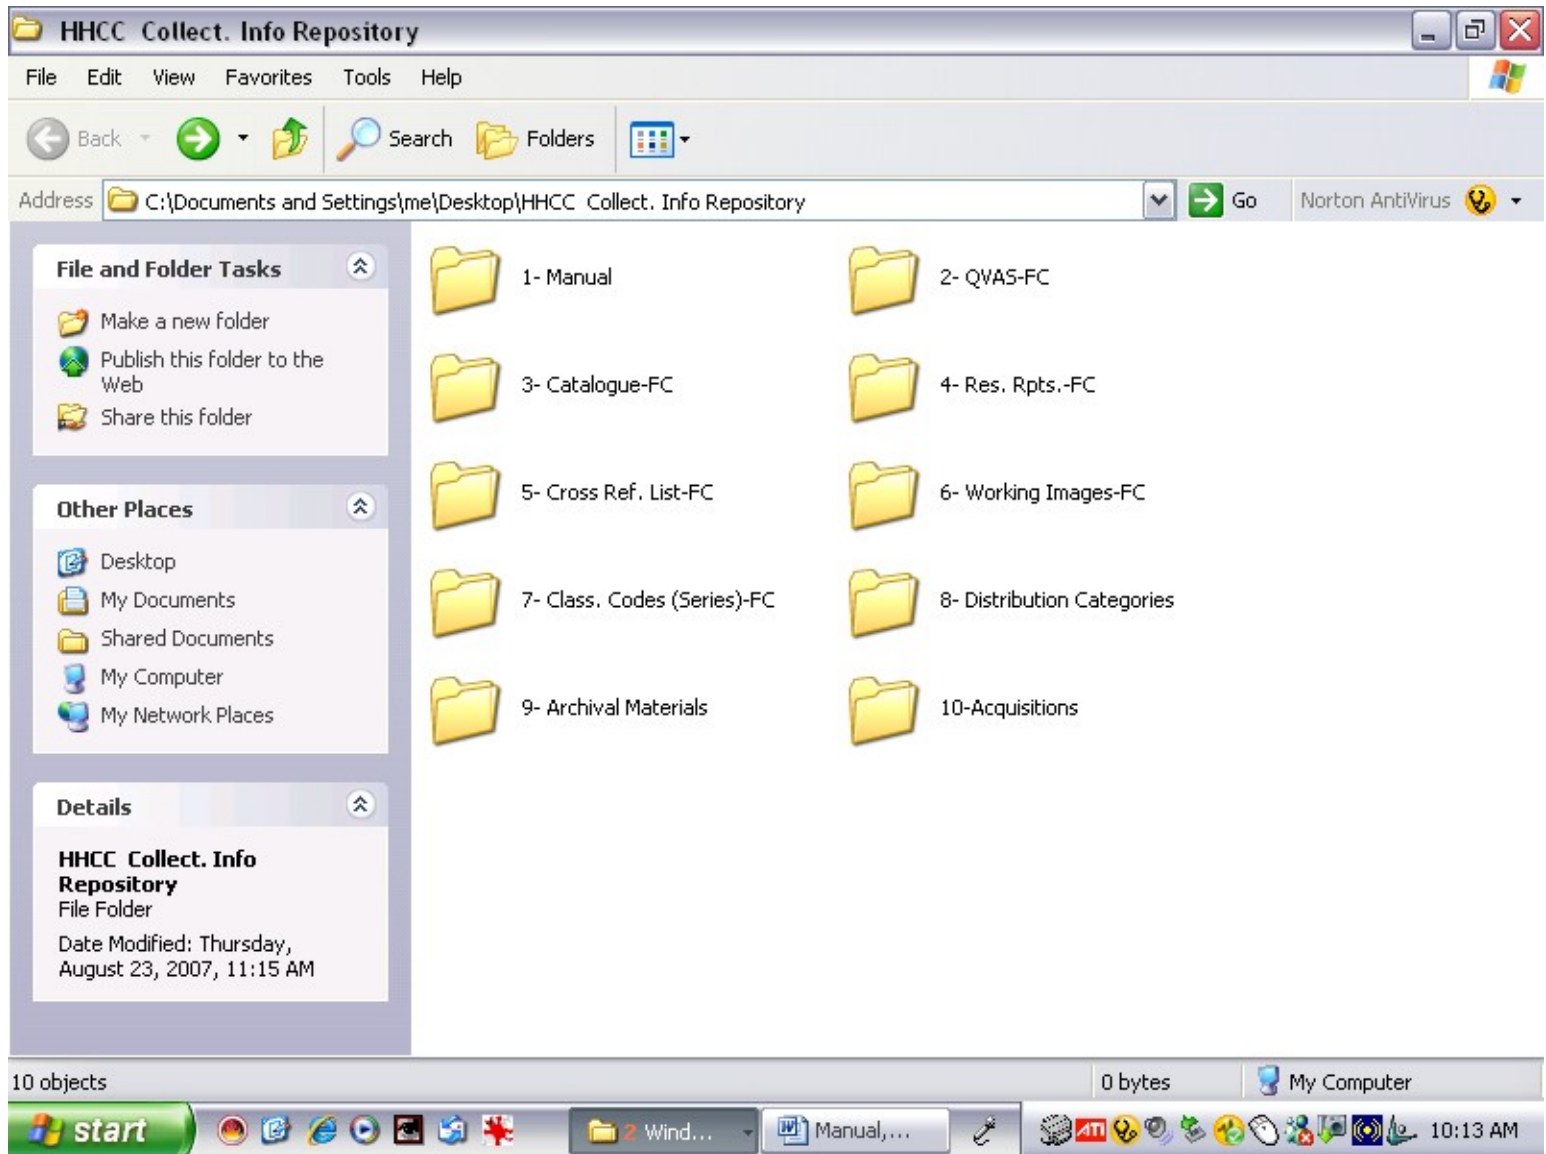 HHCC  Collect. Info Repository
File Edit View Favorites Tools Help
Back Search Folders
Address C:\Documents and Settings\me\Desktop\HHCC  Collect. Info Repository Go Norton AntiVirus
File and Folder Tasks
Make a new folder
Publish this folder to the
Web
Share this folder
Other Places
Desktop
My Documents
Shared Documents
My Computer
My Network Places
Details
HHCC  Collect. Info
Repository
File Folder
Date Modified: Thursday,
August 23, 2007, 11:15 AM
1- Manual 2- QVAS-FC
3- Catalogue-FC 4- Res. Rpts.-FC
5- Cross Ref. List-FC 6- Working Images-FC
7- Class. Codes (Series)-FC 8- Distribution Categories
9- Archival Materials 10-Acquisitions
10 objects 0 bytes My Computer
start 2 Wind... Manual,... ATI 10:13 AM